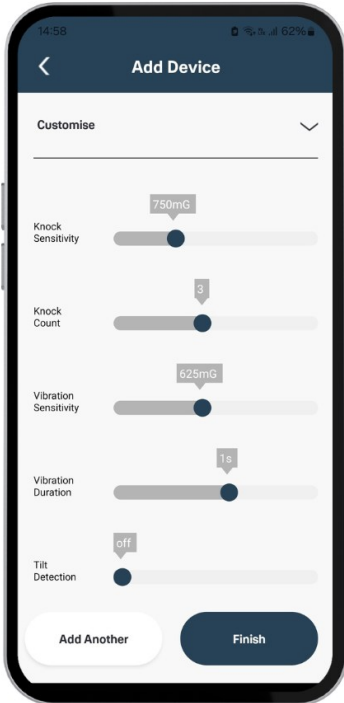 14:58
62%
Add Device
Customise
750mG
Knock
Sensitivity
3
Knock
Count
625mG
Vibration
Sensitivity
1s
Vibration
Duration
off
Tilt
Detection
Add Another
Finish